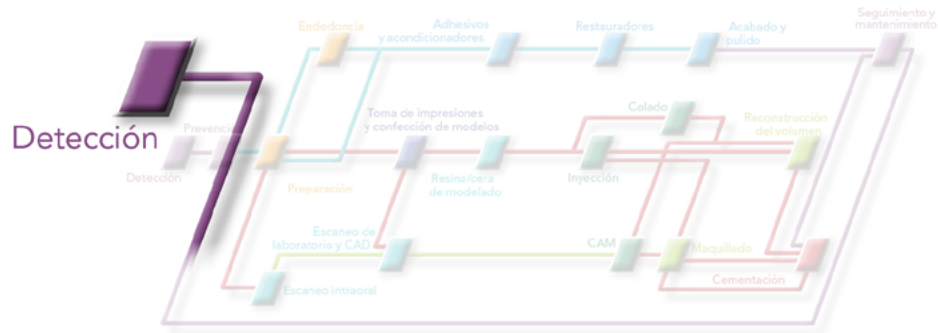 Seguimiento y
mantenimiento
Endodoncia
Adhesivos
y acondicionadores
Restauradores
Acabado y
pulido
Detección
Prevenci
Toma de impresiones
y confección de modelos
Colado
Reconstrucción
del volumen
Detección
Preparación
Resina/cera
de modelado
Inyección
Escaneo de
laboratorio y CAD
CAM
Maquillado
Cementación
Escaneo intraoral